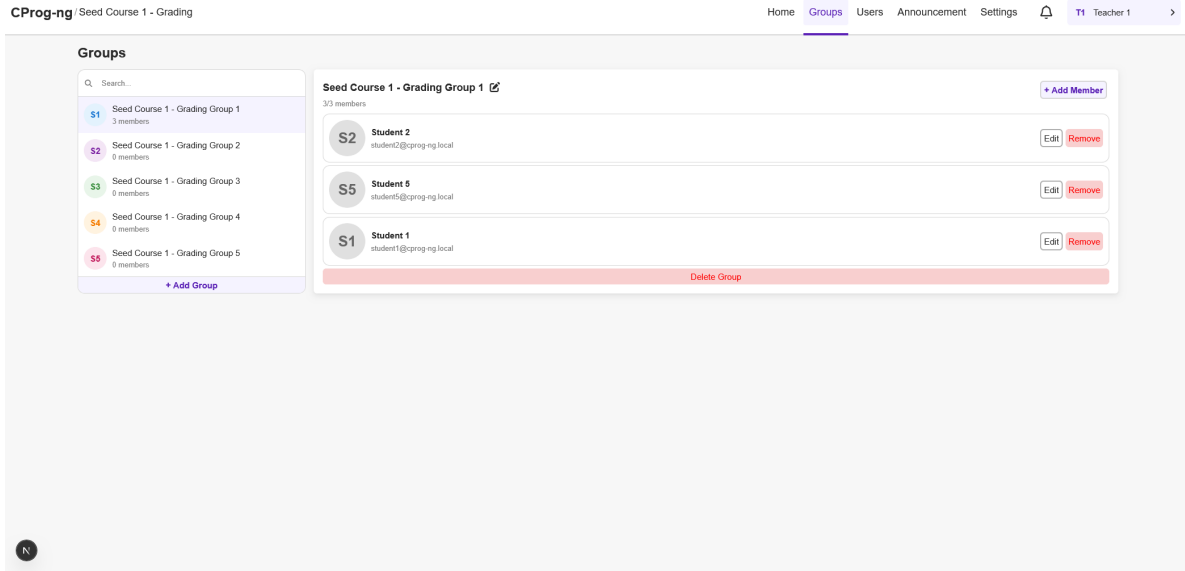 CProg-ng / Seed Course 1 - Grading
Home Groups Users Announcement Settings T1 Teacher 1
Groups
Search...
S1 Seed Course 1 - Grading Group 1
3 members
S2 Seed Course 1 - Grading Group 2
0 members
S3 Seed Course 1 - Grading Group 3
0 members
S4 Seed Course 1 - Grading Group 4
0 members
S5 Seed Course 1 - Grading Group 5
0 members
+ Add Group
Seed Course 1 - Grading Group 1
+ Add Member
3/3 members
S2 Student 2
student2@cprog-ng.local
Edit Remove
S5 Student 5
student5@cprog-ng.local
Edit Remove
S1 Student 1
student1@cprog-ng.local
Edit Remove
Delete Group
N